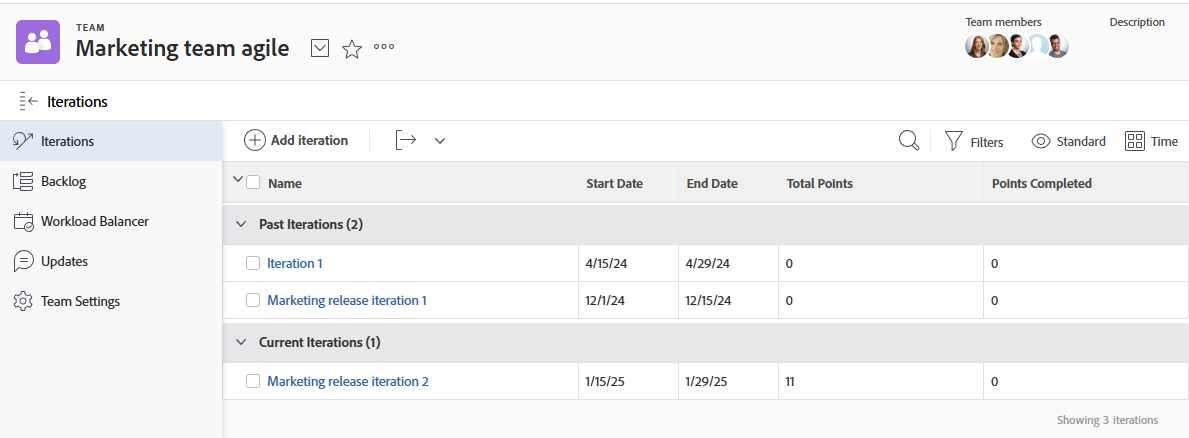 TEAM
Marketing team agile
Team members
Description
Iterations
Iterations
Backlog
Workload Balancer
Updates
Team Settings
Add iteration
Filters
Standard
Time
Name Start Date End Date Total Points Points Completed
Past Iterations (2)
Iteration 1 4/15/24 4/29/24 0 0
Marketing release iteration 1 12/1/24 12/15/24 0 0
Current Iterations (1)
Marketing release iteration 2 1/15/25 1/29/25 11 0
Showing 3 iterations